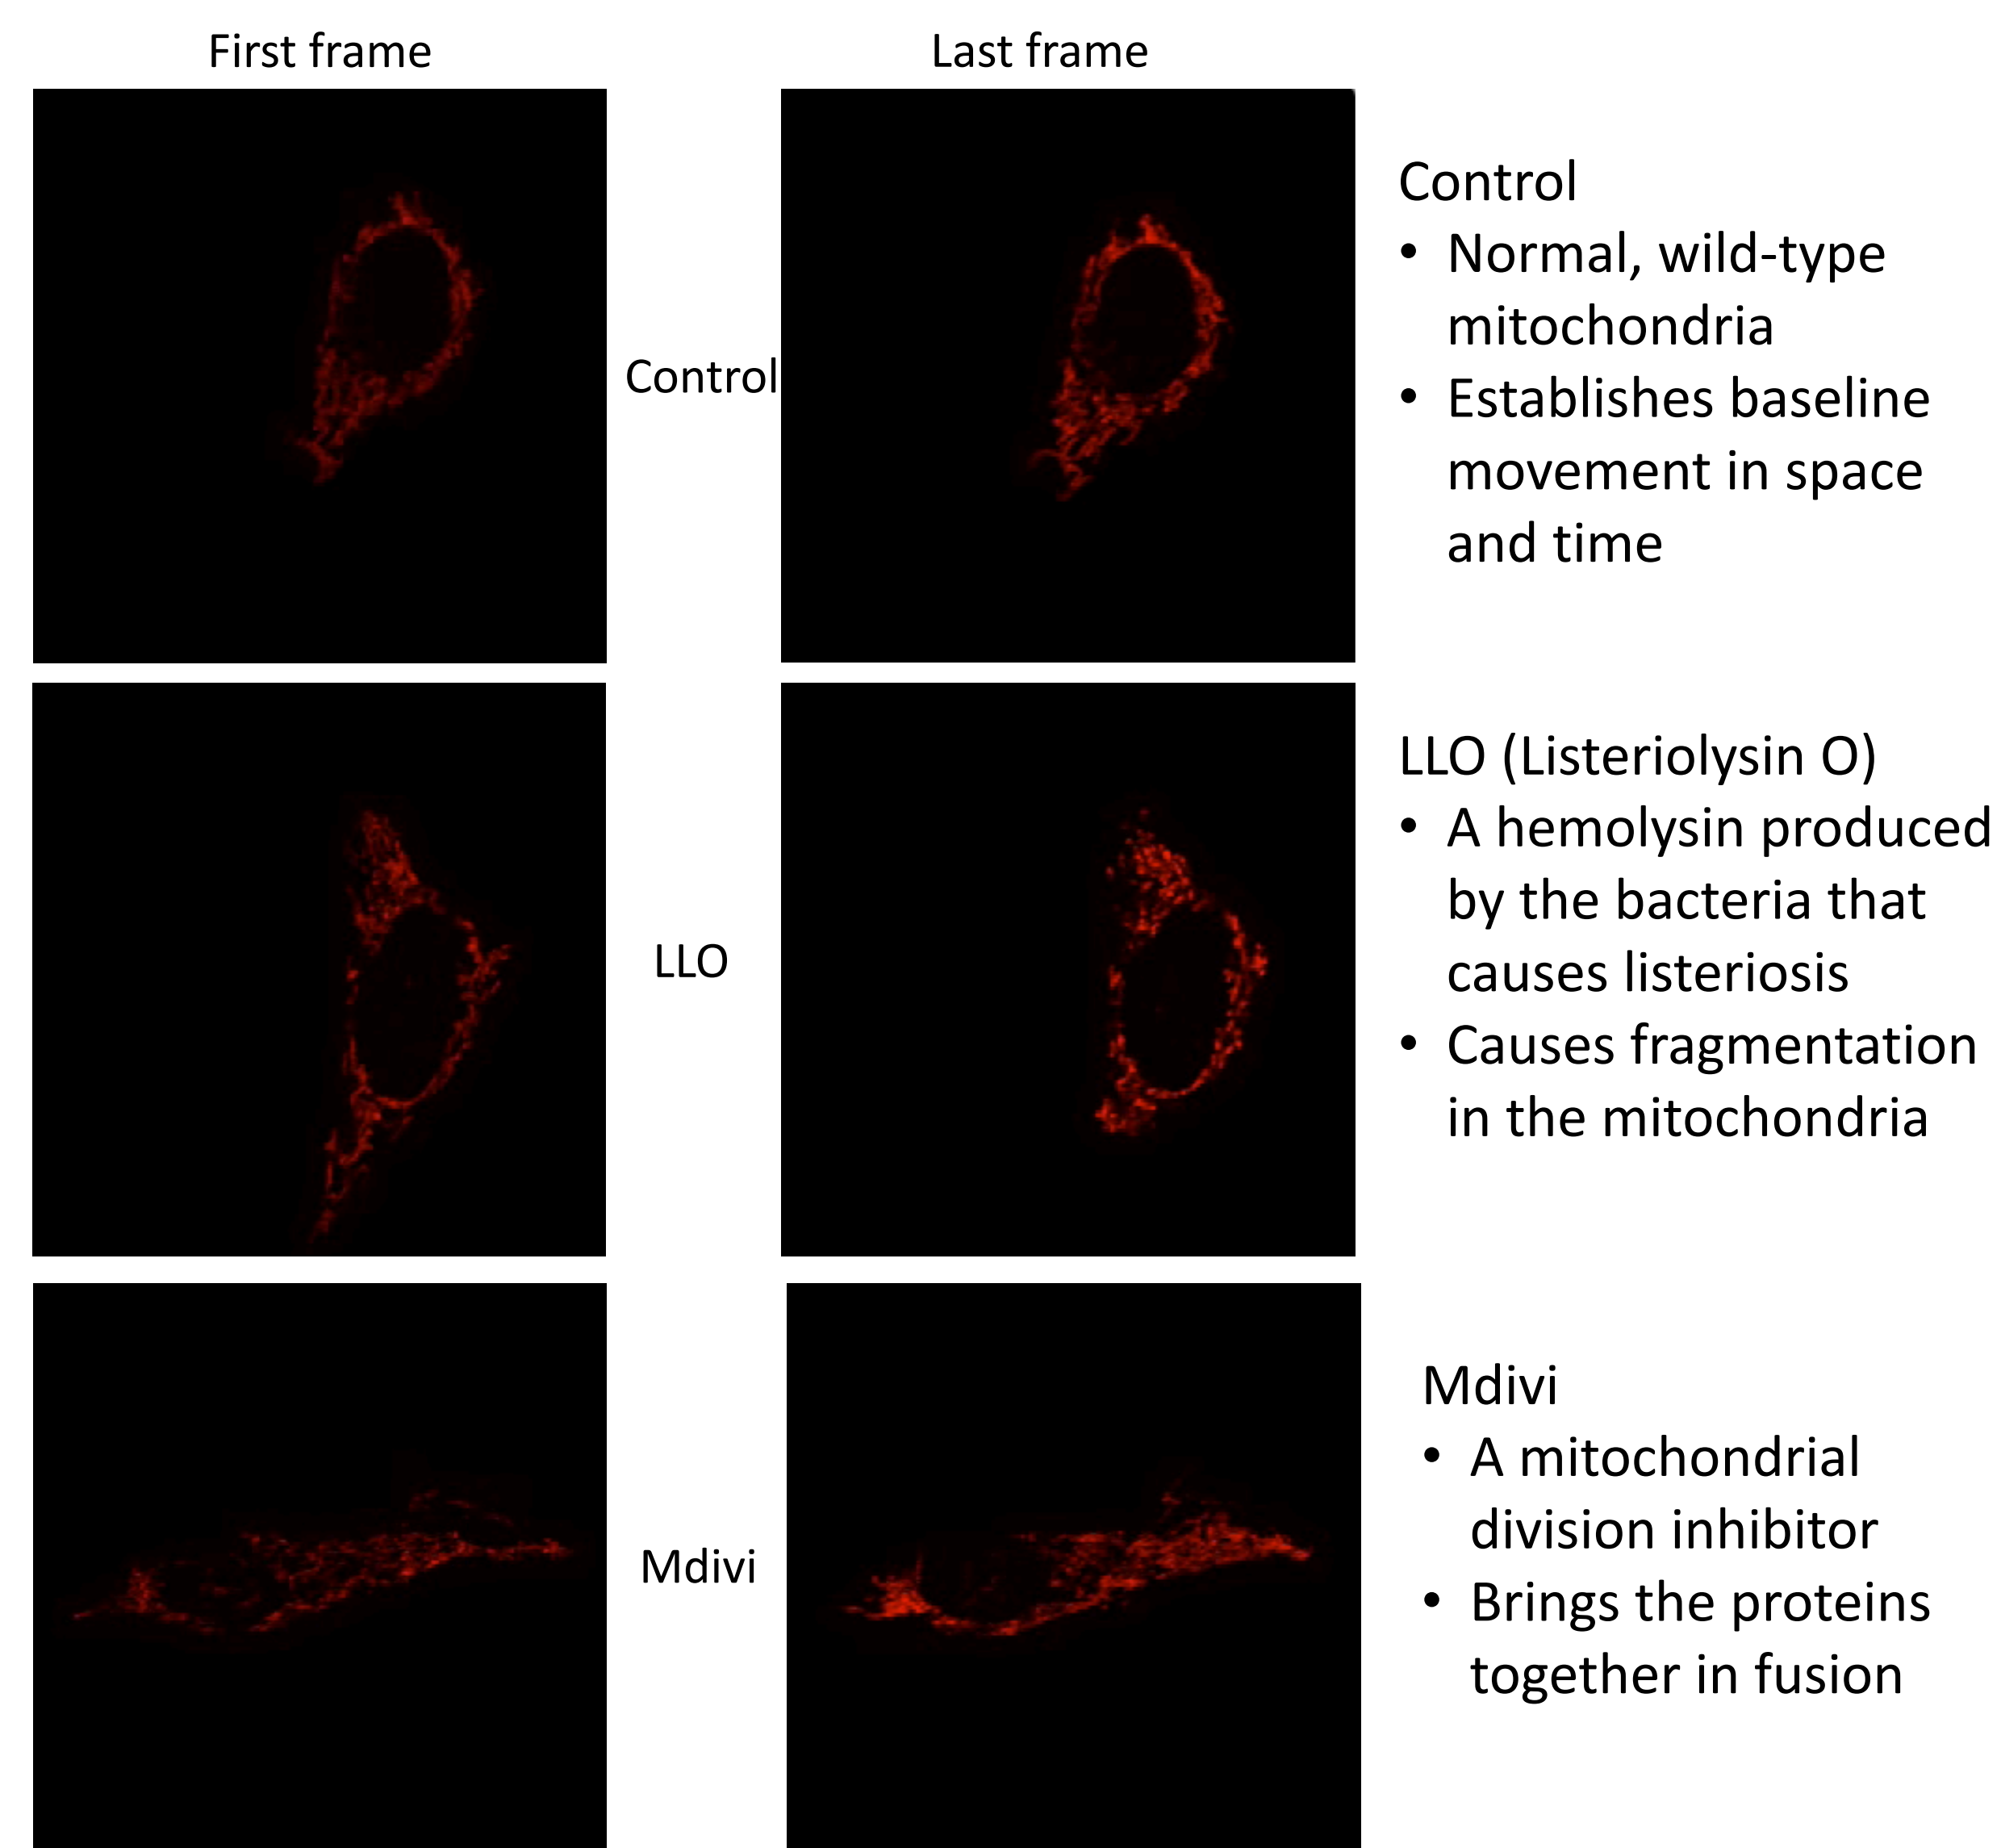 First frame
Last frame
Control
Control
• Normal, wild-type
mitochondria
• Establishes baseline
movement in space
and time
LLO
LLO (Listeriolysin O)
• A hemolysin produced
by the bacteria that
causes listeriosis
• Causes fragmentation
in the mitochondria
Mdivi
Mdivi
• A mitochondrial
division inhibitor
• Brings the proteins
together in fusion